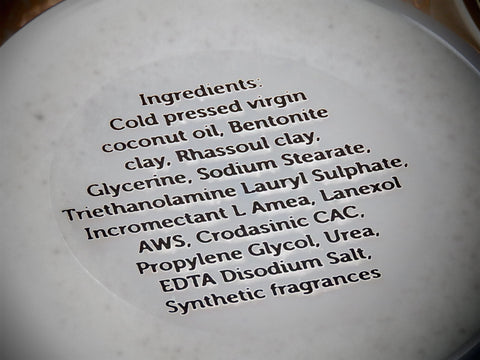 Ingredients:
Cold pressed virgin
coconut oil, Bentonite
clay, Rhassoul clay,
Glycerine, Sodium Stearate,
Triethanolamine Lauryl Sulphate,
Incromectant L Amea, Lanexol
AWS, Crodasinic CAC,
Propylene Glycol, Urea,
EDTA Disodium Salt,
Synthetic fragrances